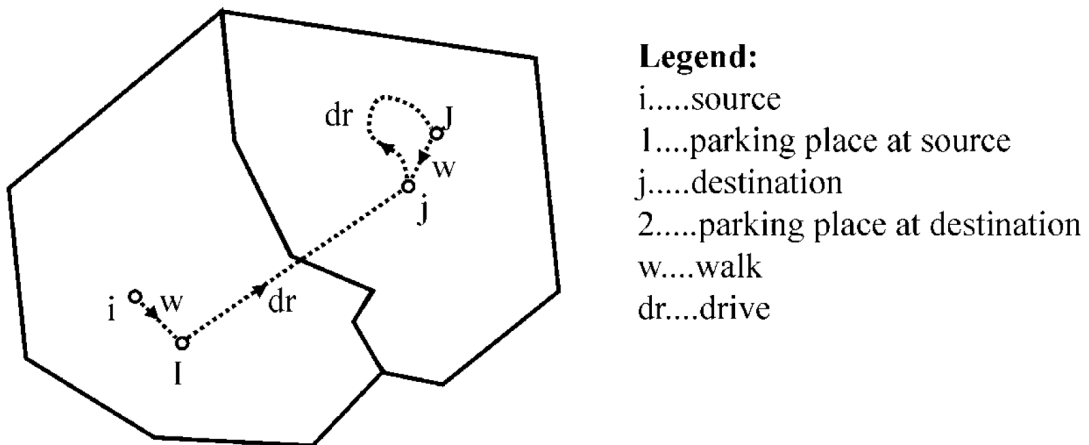 dr
J
w
j
i
w
dr
I
Legend:
i.....source
1....parking place at source
j.....destination
2.....parking place at destination
w....walk
dr....drive